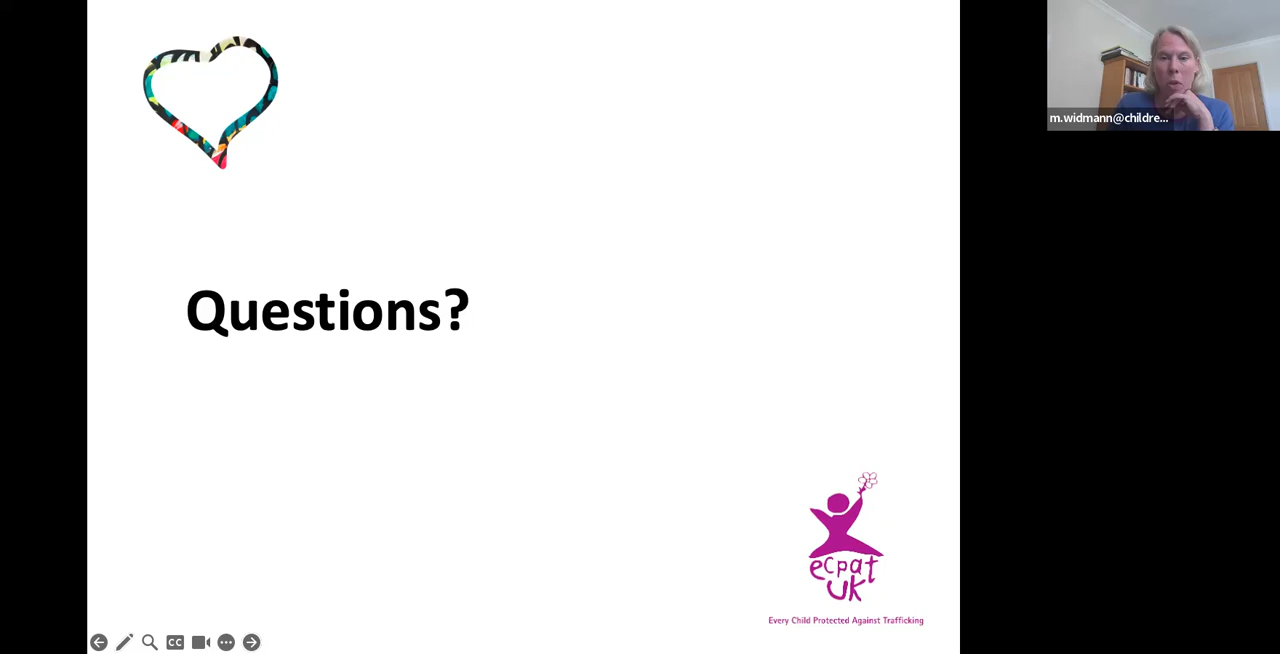 m.widmann@childre...
Questions?
ecpat
UK
Every Child Protected Against Trafficking
CC